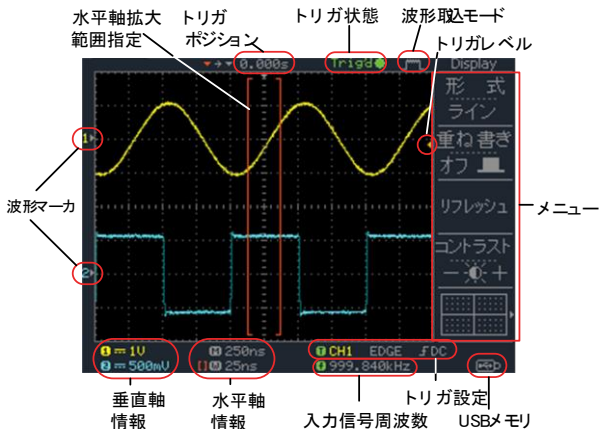 水平軸拡大
範囲指定
トリガ
ポジション
トリガ状態
波形取込モード
トリガレベル
0.000s
Trig'd
Display
形 式
ライン
重ね書き
オフ
リフレッシュ
コントラスト
メニュー
1
波形マーカ
2
1 1V
2 500mV
M 250ns
[] W 25ns
T CH1 EDGE DC
999.840kHz
垂直軸
情報
水平軸
情報
入力信号周波数
トリガ設定
USBメモリ